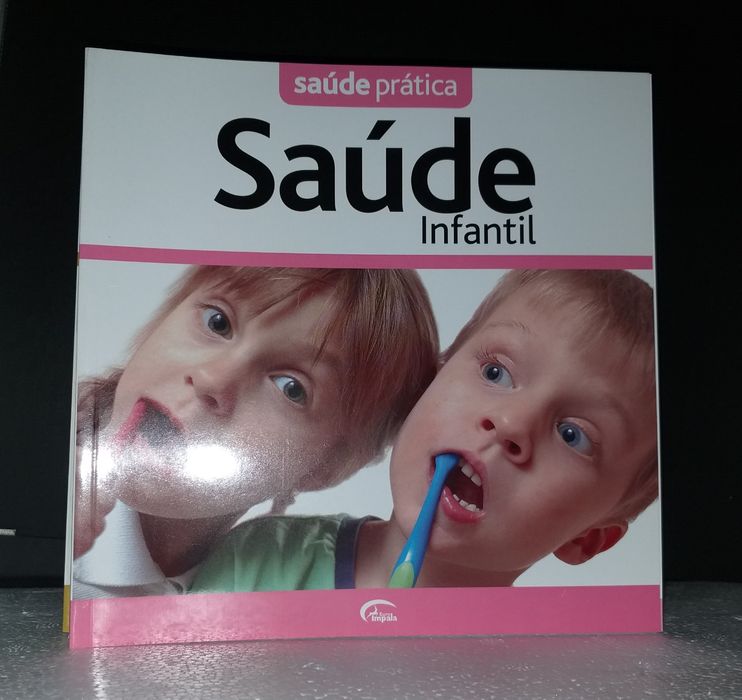 saúde prática
Saúde
Infantil
Impala